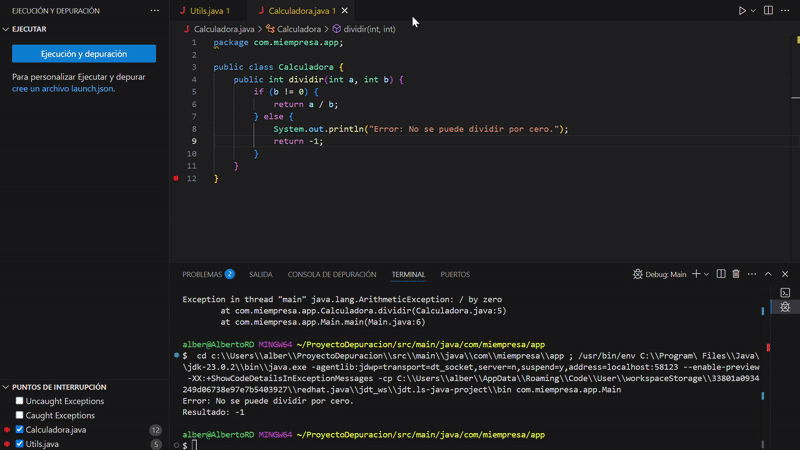 EJECUCIÓN Y DEPURACIÓN ···
EJECUTAR
Ejecución y depuración
Para personalizar Ejecutar y depurar
cree un archivo launch.json.
J Utils.java 1
J Calculadora.java 1 ×
J Calculadora.java > Calculadora > dividir(int, int)
1 package com.miempresa.app;
2
3 public class Calculadora {
4 public int dividir(int a, int b) {
5 if (b != 0) {
6 return a / b;
7 } else {
8 System.out.println("Error: No se puede dividir por cero.");
9 return -1;
10 }
11 }
12 }
PROBLEMAS 2 SALIDA CONSOLA DE DEPURACIÓN TERMINAL PUERTOS Debug: Main
Exception in thread "main" java.lang.ArithmeticException: / by zero
at com.miempresa.app.Calculadora.dividir(Calculadora.java:5)
at com.miempresa.app.Main.main(Main.java:6)
alber@AlbertoRD MINGW64 ~/ProyectoDepuracion/src/main/java/com/miempresa/app
$ cd c:\\Users\\alber\\ProyectoDepuracion\\src\\main\\java\\com\\miempresa\\app ; /usr/bin/env C:\\Program\ Files\\Java\
\jdk-23.0.2\\bin\\java.exe -agentlib:jdwp=transport=dt_socket,server=n,suspend=y,address=localhost:58123 --enable-preview
-XX:+ShowCodeDetailsInExceptionMessages -cp C:\\Users\\alber\\AppData\\Roaming\\Code\\User\\workspaceStorage\\33801a0934
249d06738e97e7b5403927\\redhat.java\\jdt_ws\\jdt.ls-java-project\\bin com.miempresa.app.Main
Error: No se puede dividir por cero.
Resultado: -1
alber@AlbertoRD MINGW64 ~/ProyectoDepuracion/src/main/java/com/miempresa/app
$
PUNTOS DE INTERRUPCIÓN
Uncaught Exceptions
Caught Exceptions
Calculadora.java 12
Utils.java 5